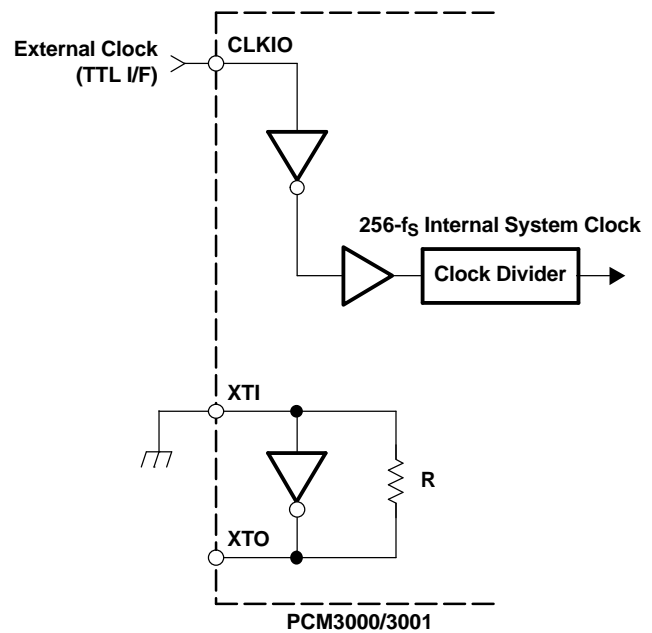 External Clock
(TTL I/F)
CLKIO
256-fS Internal System Clock
Clock Divider
XTI
R
XTO
PCM3000/3001